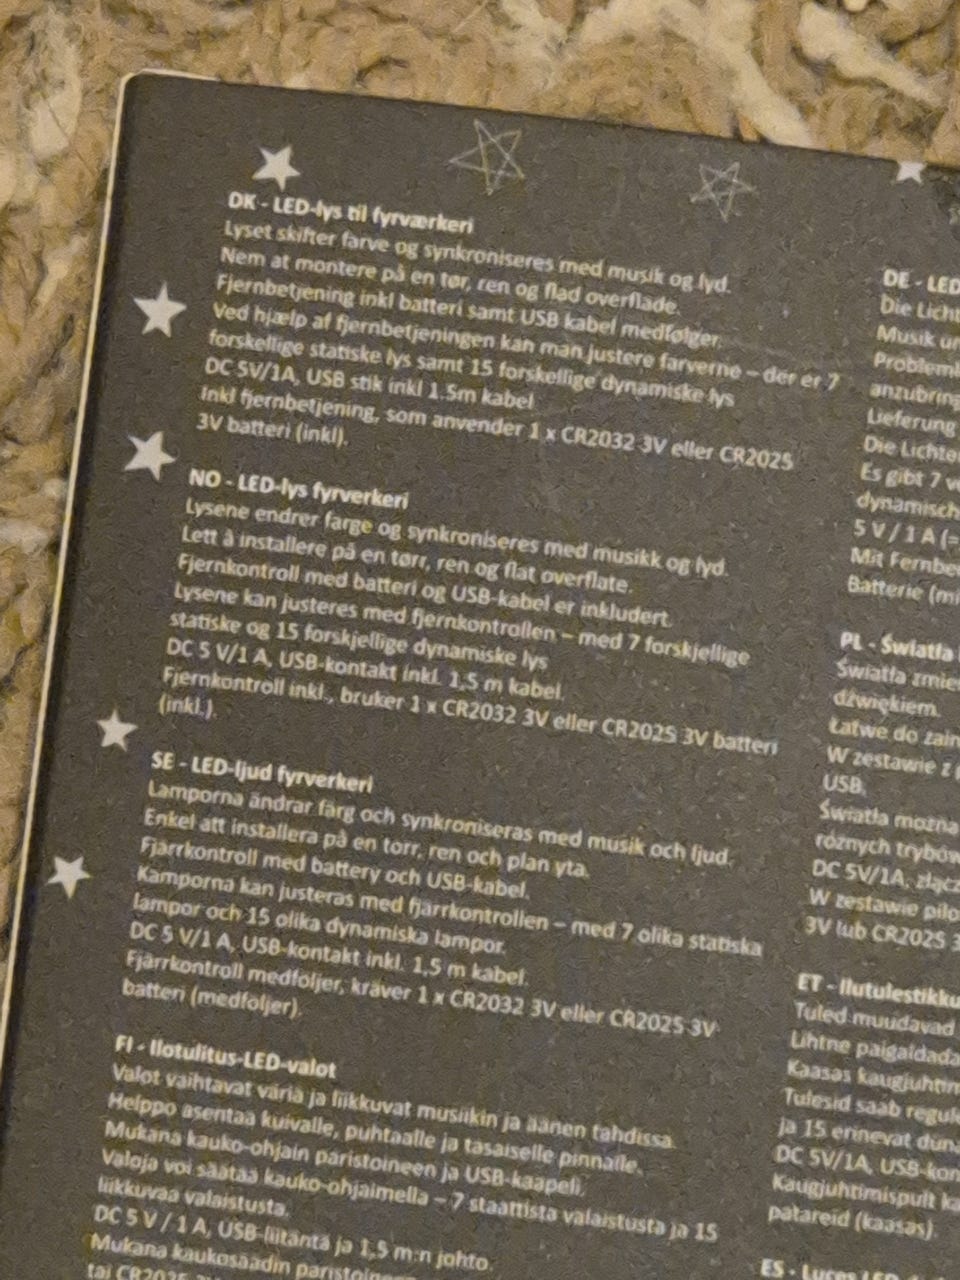 DK - LED-lys til fyrværkeri
Lyset skifter farve og synkroniseres med musik og lyd.
Nem at montere på en tør, ren og flad overflade.
Fjernbetjening inkl batteri samt USB kabel medfølger.
Ved hjælp af fjernbetjeningen kan man justere farverne – der er 7
forskellige statiske lys samt 15 forskellige dynamiske lys
DC 5V/1A, USB stik inkl 1.5m kabel
Inkl fjernbetjening, som anvender 1 x CR2032 3V eller CR2025
3V batteri (inkl).
NO - LED-lys fyrverkeri
Lysene endrer farge og synkroniseres med musikk og lyd.
Lett å installere på en tørr, ren og flat overflate.
Fjernkontroll med batteri og USB-kabel er inkludert.
Lysene kan justeres med fjernkontrollen – med 7 forskjellige
statiske og 15 forskjellige dynamiske lys
DC 5 V/1 A, USB-kontakt inkl. 1,5 m kabel.
Fjernkontroll inkl., bruker 1 x CR2032 3V eller CR2025 3V batteri
(inkl.).
SE - LED-ljud fyrverkeri
Lamporna ändrar färg och synkroniseras med musik och ljud.
Enkel att installera på en torr, ren och plan yta.
Fjärrkontroll med battery och USB-kabel.
Kamporna kan justeras med fjärrkontrollen – med 7 olika statiska
lampor och 15 olika dynamiska lampor.
DC 5 V/1 A, USB-kontakt inkl. 1,5 m kabel.
Fjärrkontroll medföljer, kräver 1 x CR2032 3V eller CR2025 3V
batteri (medföljer).
FI - Ilotulitus-LED-valot
Valot vaihtavat väriä ja liikkuvat musiikin ja äänen tahdissa.
Helppo asentaa kuivalle, puhtaalle ja tasaiselle pinnalle.
Mukana kauko-ohjain paristoineen ja USB-kaapeli.
Valoja voi säätää kauko-ohjaimella – 7 staattista valaistusta ja 15
liikkuvaa valaistusta.
DC 5 V / 1 A, USB-liitäntä ja 1,5 m:n johto.
Mukana kaukosäädin paristoineen
tai CR2025
DE - LED
Die Licht
Musik un
Probleml
anzubring
Lieferung
Die Lichte
Es gibt 7 v
dynamisch
5 V / 1 A (=
Mit Fernbe
Batterie (mi
PL - Światła
Światła zmie
dźwiękiem.
Łatwe do zain
W zestawie z
USB.
Światła można
różnych trybów
DC 5V/1A, złącz
W zestawie pilo
3V lub CR2025 3
ET - Ilutulestikku
Tuled muudavad
Lihtne paigaldada
Kaasas kaugjuhtim
Tulesid saab regul
ja 15 erinevat dün
DC 5V/1A, USB-kon
Kaugjuhtimispult ka
patareid (kaasas).
ES - Luces LED